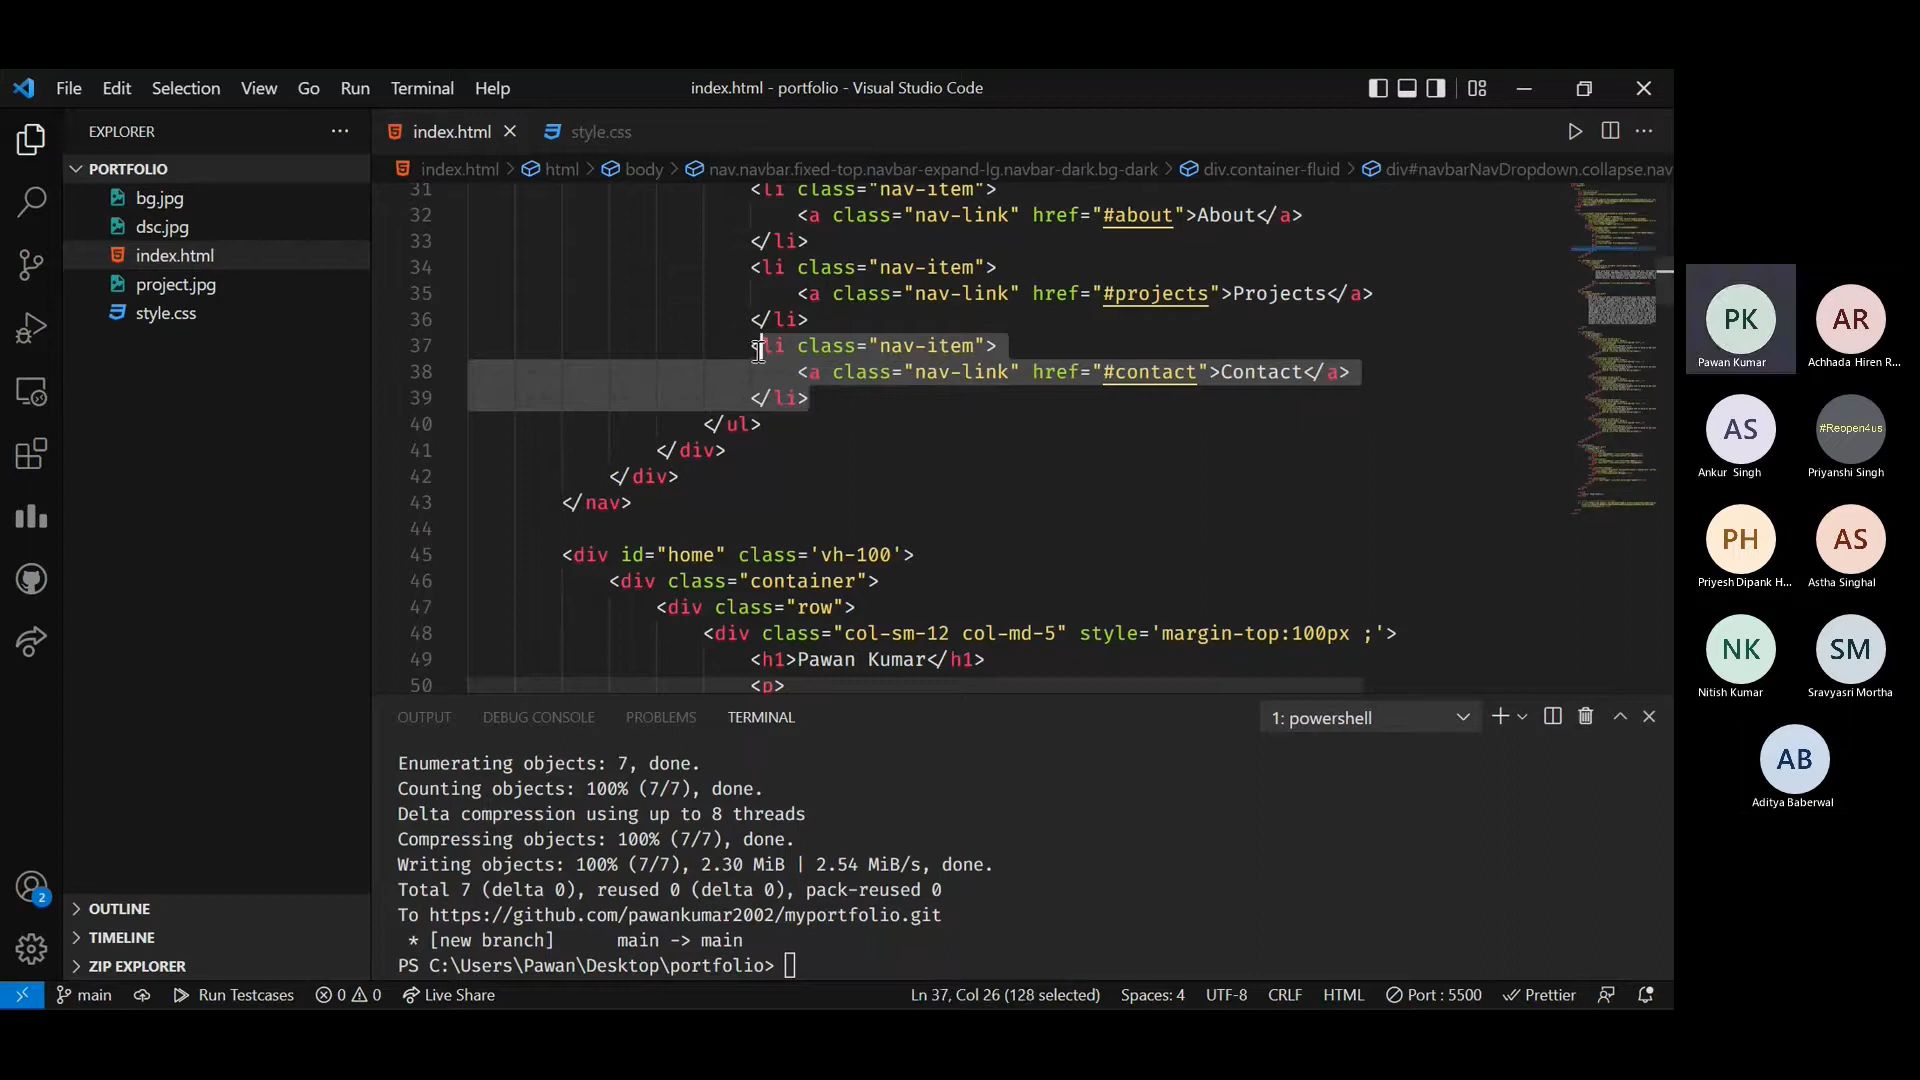 File Edit Selection View Go Run Terminal Help
index.html - portfolio - Visual Studio Code
EXPLORER
PORTFOLIO
bg.jpg
dsc.jpg
index.html
project.jpg
style.css
OUTLINE
TIMELINE
ZIP EXPLORER
2
index.html
style.css
index.html > html > body > nav.navbar.fixed-top.navbar-expand-lg.navbar-dark.bg-dark > div.container-fluid > div#navbarNavDropdown.collapse.nav
31 <li class="nav-item">
32 <a class="nav-link" href="#about">About</a>
33 </li>
34 <li class="nav-item">
35 <a class="nav-link" href="#projects">Projects</a>
36 </li>
37 <li class="nav-item">
38 <a class="nav-link" href="#contact">Contact</a>
39 </li>
40 </ul>
41 </div>
42 </div>
43 </nav>
44
45 <div id="home" class='vh-100'>
46 <div class="container">
47 <div class="row">
48 <div class="col-sm-12 col-md-5" style='margin-top:100px ;'>
49 <h1>Pawan Kumar</h1>
50 <p>
OUTPUT DEBUG CONSOLE PROBLEMS TERMINAL
1: powershell
Enumerating objects: 7, done.
Counting objects: 100% (7/7), done.
Delta compression using up to 8 threads
Compressing objects: 100% (7/7), done.
Writing objects: 100% (7/7), 2.30 MiB | 2.54 MiB/s, done.
Total 7 (delta 0), reused 0 (delta 0), pack-reused 0
To https://github.com/pawankumar2002/myportfolio.git
* [new branch] main -> main
PS C:\Users\Pawan\Desktop\portfolio>
main Run Testcases 0 0 Live Share
Ln 37, Col 26 (128 selected) Spaces: 4 UTF-8 CRLF HTML Port : 5500 Prettier
PK
Pawan Kumar
AR
Achhada Hiren R...
AS
Ankur Singh
#Reopen4us
Priyanshi Singh
PH
Priyesh Dipank H...
AS
Astha Singhal
NK
Nitish Kumar
SM
Sravyasri Mortha
AB
Aditya Baberwal